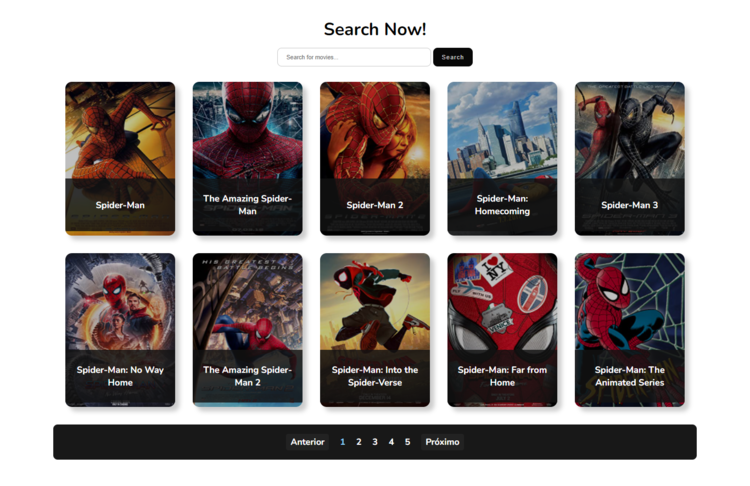 Search Now!
Search for movies...
Search
Spider-Man
The Amazing Spider-
Man
Spider-Man 2
Spider-Man:
Homecoming
Spider-Man 3
HIS GREATEST
BATTLE BEGINS
I
NY
VENICE
Spider-Man: No Way
Home
The Amazing Spider-
Man 2
Spider-Man: Into the
Spider-Verse
Spider-Man: Far from
Home
Spider-Man: The
Animated Series
Anterior 1 2 3 4 5 Próximo